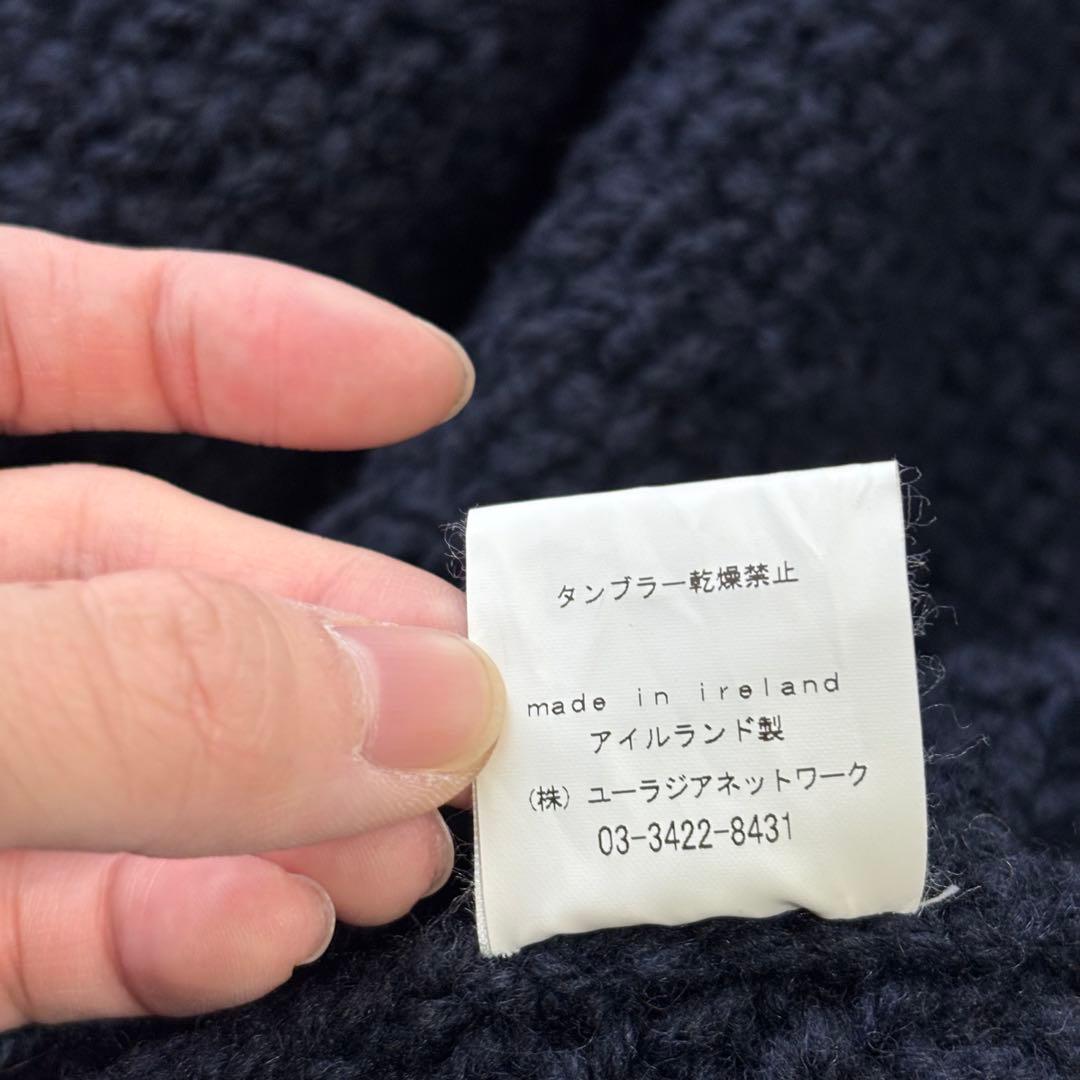 タンブラー乾燥禁止
made in ireland
アイルランド製
(株) ユーラジアネットワーク
03-3422-8431